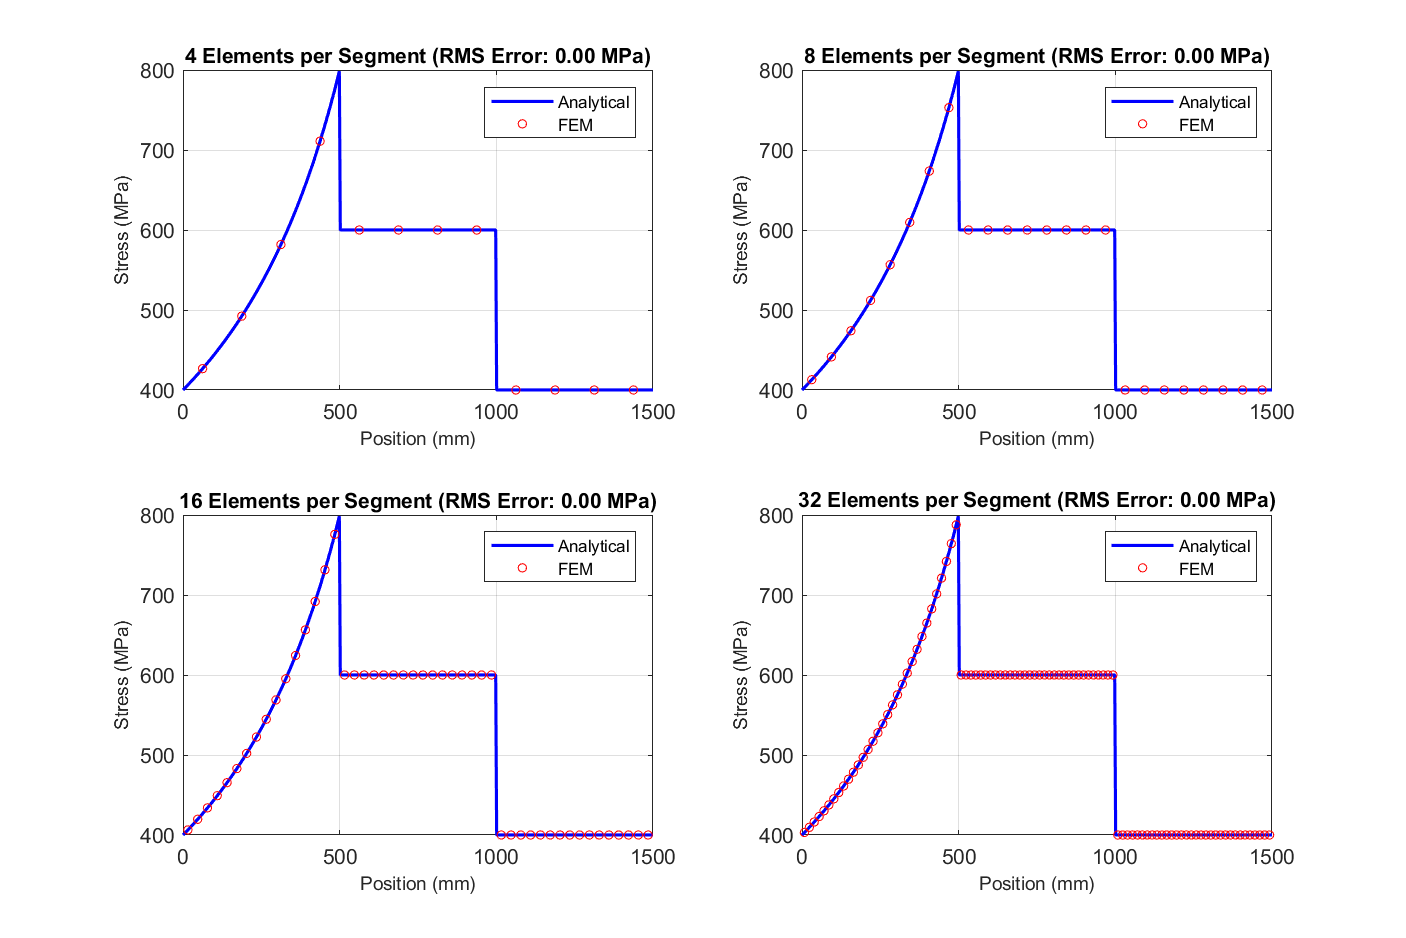 4 Elements per Segment (RMS Error: 0.00 MPa)
800
700
600
500
400
Stress (MPa)
Analytical
FEM
0
500
1000
1500
Position (mm)
8 Elements per Segment (RMS Error: 0.00 MPa)
800
700
600
500
400
Stress (MPa)
Analytical
FEM
0
500
1000
1500
Position (mm)
16 Elements per Segment (RMS Error: 0.00 MPa)
800
700
600
500
400
Stress (MPa)
Analytical
FEM
0
500
1000
1500
Position (mm)
32 Elements per Segment (RMS Error: 0.00 MPa)
800
700
600
500
400
Stress (MPa)
Analytical
FEM
0
500
1000
1500
Position (mm)